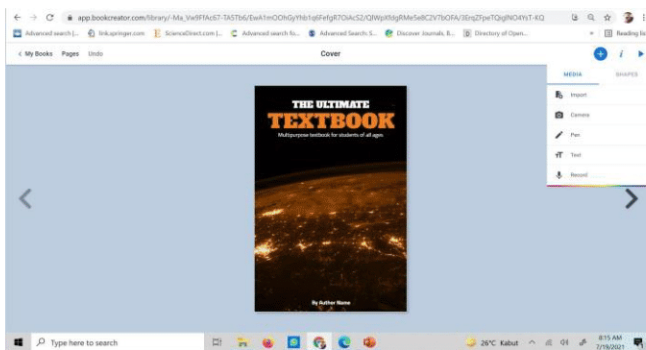 app.bookcreator.com/library/
Advanced search |...
link.springer.com
ScienceDirect.com |...
Advanced search fo...
Advanced Search: S...
Discover Journals, B...
Directory of Open...
Reading lis
< My Books Pages Undo
Cover
MEDIA SHAPES
Import
Camera
Pen
Text
Record
THE ULTIMATE
TEXTBOOK
Multipurpose textbook for students of all ages
By Author Name
Type here to search
26°C Kabut
8:15 AM
7/19/2021